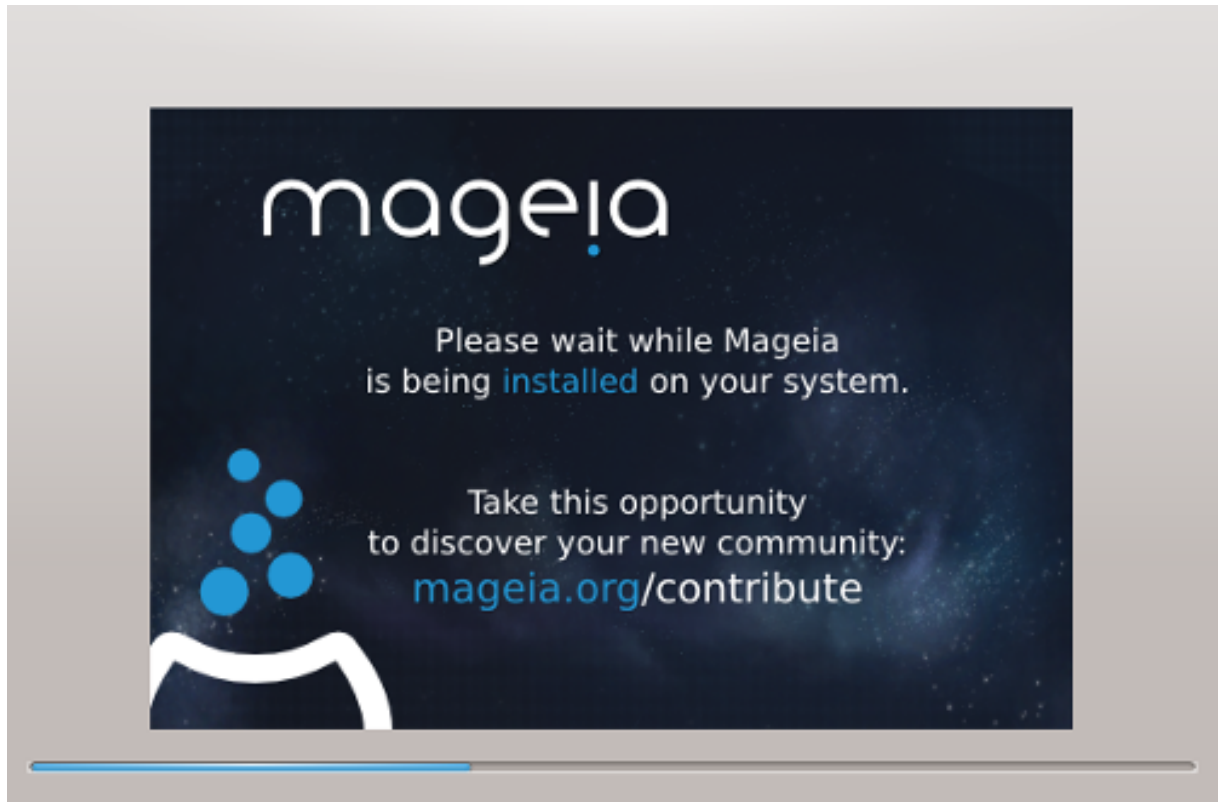 mageia
Please wait while Mageia
is being installed on your system.
Take this opportunity
to discover your new community:
mageia.org/contribute